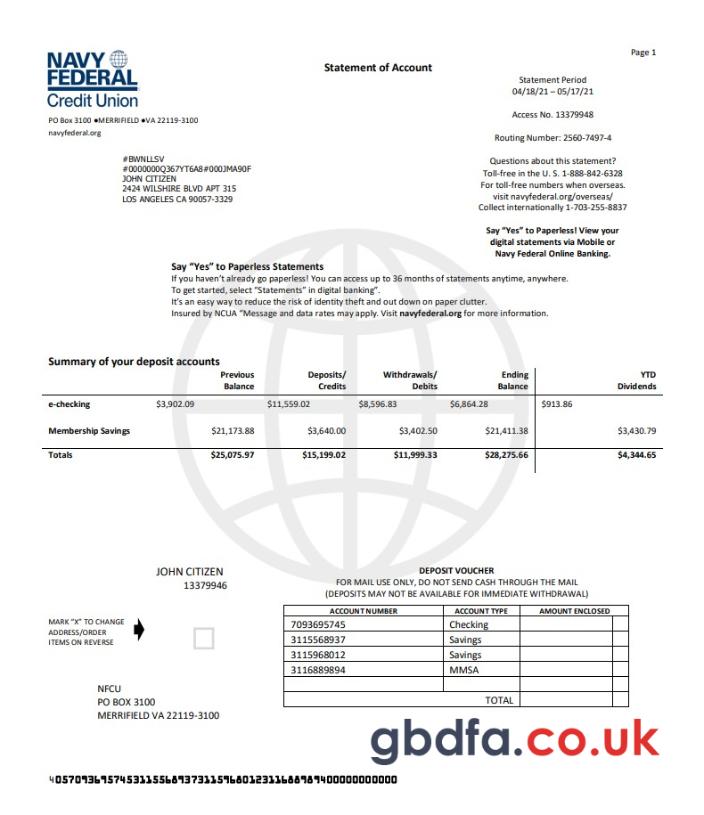 Page 1
NAVY
FEDERAL
Credit Union
Statement of Account
Statement Period
04/18/21 – 05/17/21
PO Box 3100 ●MERRIFIELD ●VA 22119-3100
navyfederal.org
Access No. 13379948
Routing Number: 2560-7497-4
#BWNLLSV
#0000000Q367YT6A8#000JMA90F
JOHN CITIZEN
2424 WILSHIRE BLVD APT 315
LOS ANGELES CA 90057-3329
Questions about this statement?
Toll-free in the U. S. 1-888-842-6328
For toll-free numbers when overseas.
visit navyfederal.org/overseas/
Collect internationally 1-703-255-8837
Say “Yes” to Paperless! View your
digital statements via Mobile or
Navy Federal Online Banking.
Say “Yes” to Paperless Statements
If you haven’t already go paperless! You can access up to 36 months of statements anytime, anywhere.
To get started, select “Statements” in digital banking”.
It’s an easy way to reduce the risk of identity theft and out down on paper clutter.
Insured by NCUA “Message and data rates may apply. Visit navyfederal.org for more information.
Summary of your deposit accounts
Previous Balance Deposits/ Credits Withdrawals/ Debits Ending Balance YTD Dividends
e-checking $3,902.09 $11,559.02 $8,596.83 $6,864.28 $913.86
Membership Savings $21,173.88 $3,640.00 $3,402.50 $21,411.38 $3,430.79
Totals $25,075.97 $15,199.02 $11,999.33 $28,275.66 $4,344.65
JOHN CITIZEN
13379946
DEPOSIT VOUCHER
FOR MAIL USE ONLY, DO NOT SEND CASH THROUGH THE MAIL
(DEPOSITS MAY NOT BE AVAILABLE FOR IMMEDIATE WITHDRAWAL)
MARK “X” TO CHANGE
ADDRESS/ORDER
ITEMS ON REVERSE
ACCOUNT NUMBER ACCOUNT TYPE AMOUNT ENCLOSED
7093695745 Checking
3115568937 Savings
3115968012 Savings
3116889894 MMSA
TOTAL
NFCU
PO BOX 3100
MERRIFIELD VA 22119-3100
gbdfa.co.uk